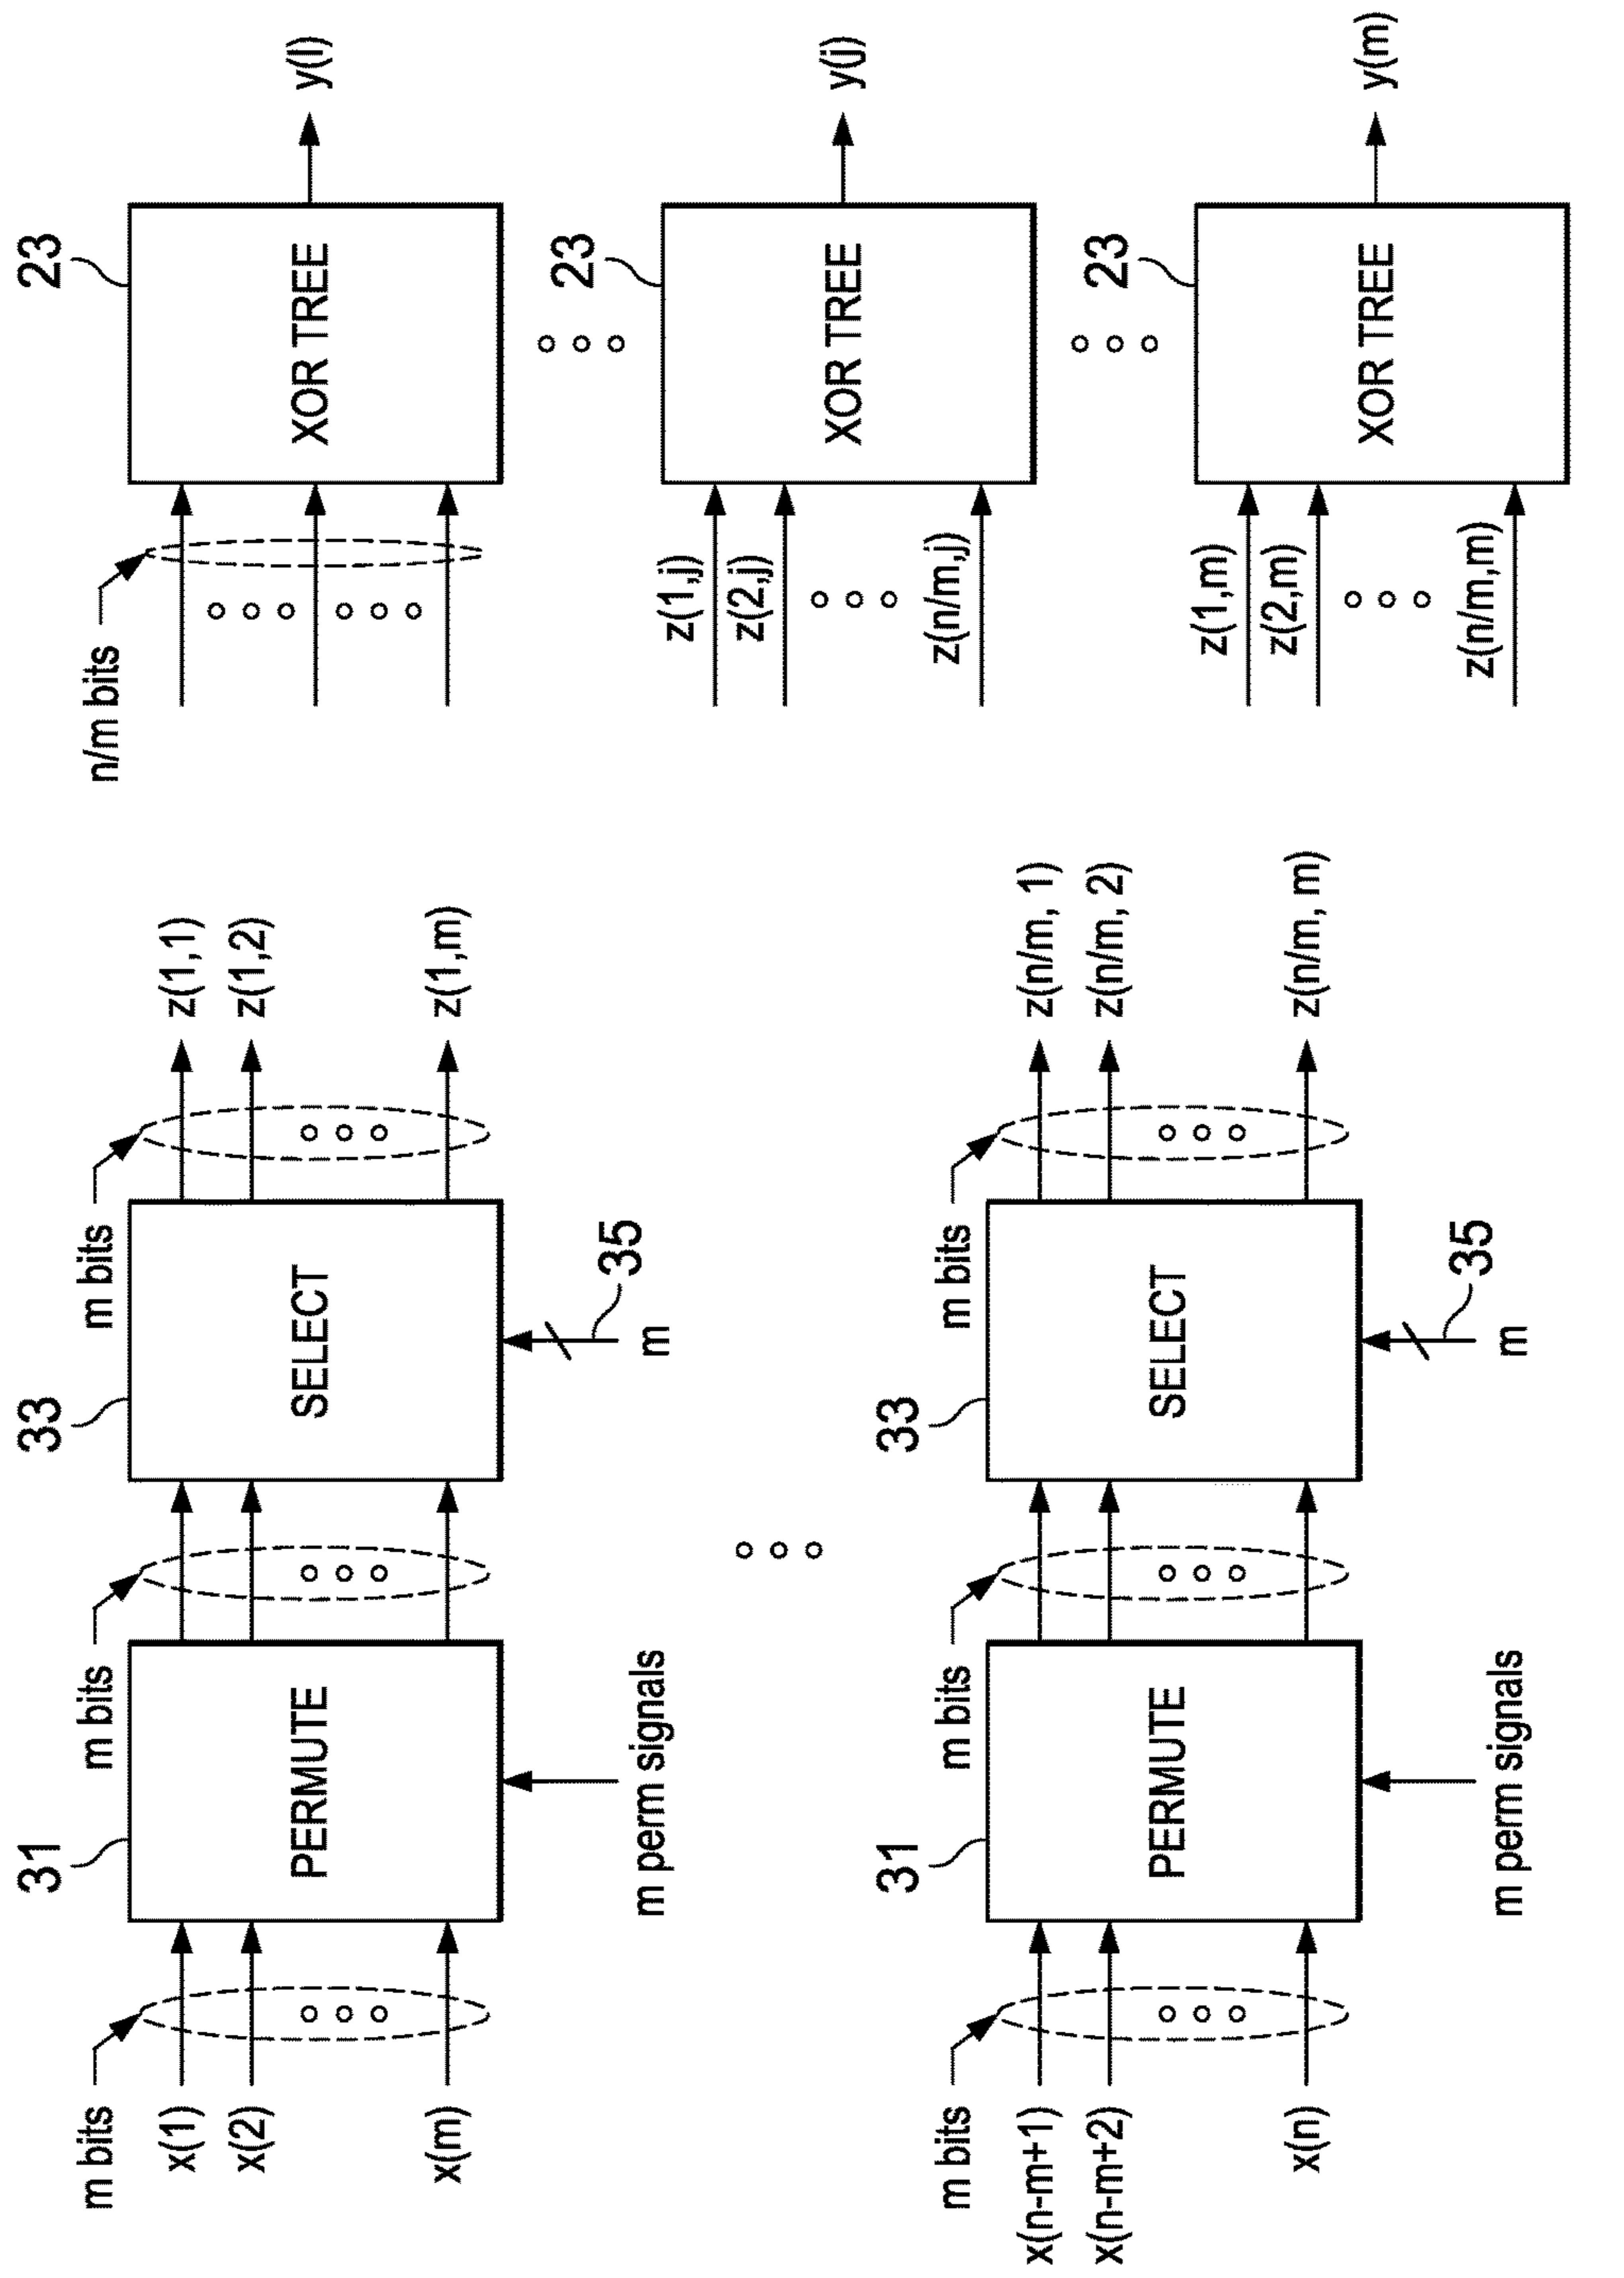 m bits
x(1)
x(2)
x(m)
31
PERMUTE
m perm signals
m bits
33
SELECT
35
m
m bits
z(1,1)
z(1,2)
z(1,m)
m bits
x(n-m+1)
x(n-m+2)
x(n)
31
PERMUTE
m perm signals
m bits
33
SELECT
35
m
m bits
z(n/m, 1)
z(n/m, 2)
z(n/m, m)
n/m bits
23
XOR TREE
y(l)
z(1,j)
z(2,j)
z(n/m,j)
23
XOR TREE
y(j)
z(1,m)
z(2,m)
z(n/m,m)
23
XOR TREE
y(m)